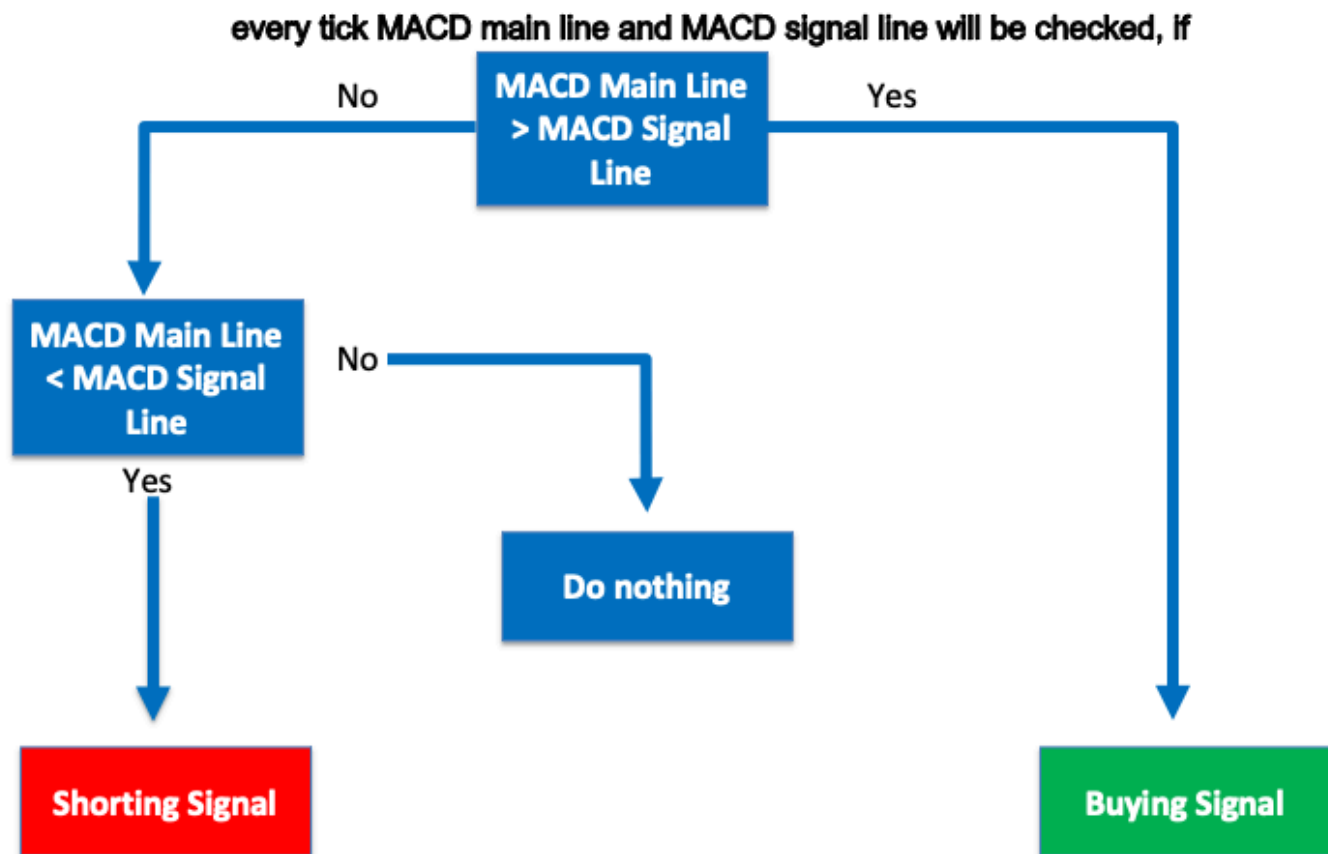 every tick MACD main line and MACD signal line will be checked, if
No
MACD Main Line
> MACD Signal
Line
Yes
MACD Main Line
< MACD Signal
Line
No
Yes
Do nothing
Shorting Signal
Buying Signal